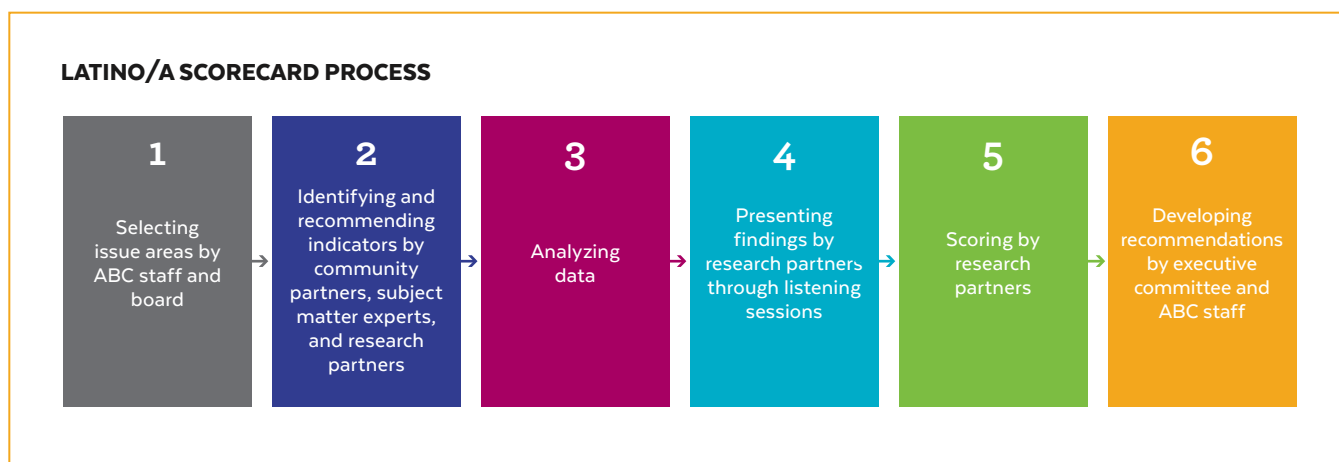 LATINO/A SCORECARD PROCESS
1
Selecting
issue areas by
ABC staff and
board
2
Identifying and
recommending
indicators by
community
partners, subject
matter experts,
and research
partners
3
Analyzing
data
4
Presenting
findings by
research partners
through listening
sessions
5
Scoring by
research
partners
6
Developing
recommendations
by executive
committee and
ABC staff